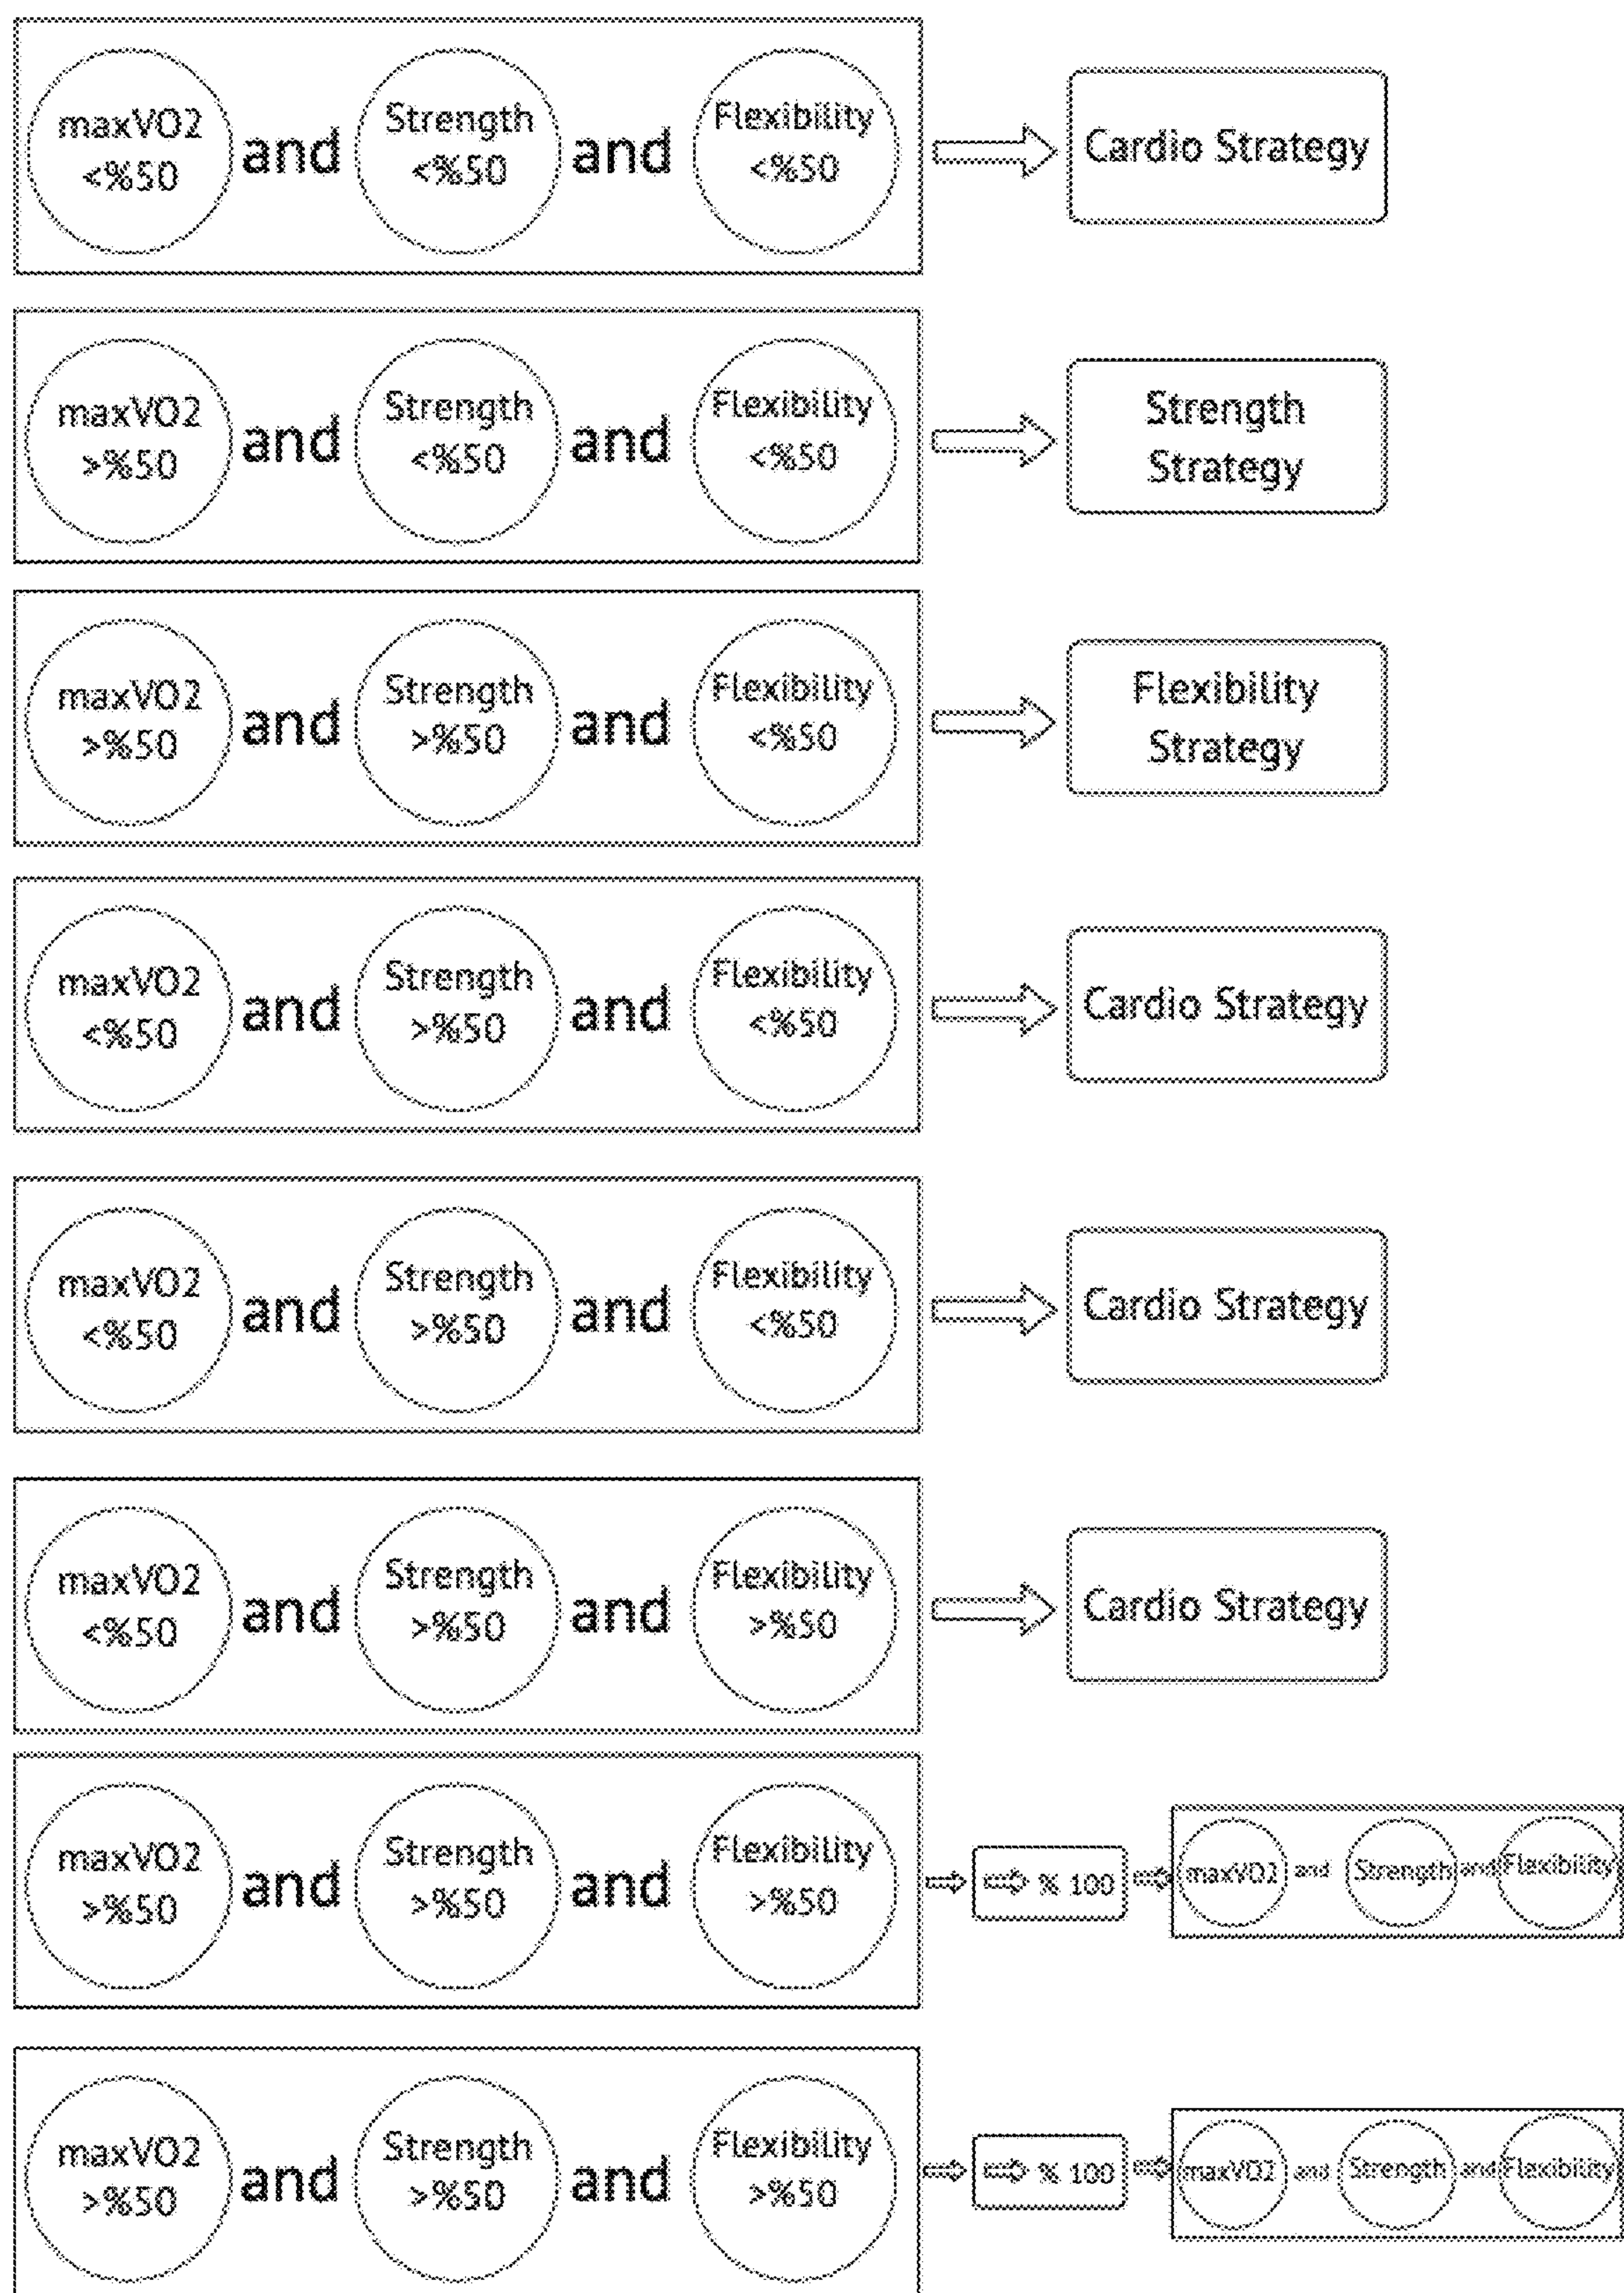 maxVO2
<%50
and
Strength
<%50
and
Flexibility
<%50
Cardio Strategy
maxVO2
>%50
and
Strength
<%50
and
Flexibility
<%50
Strength
Strategy
maxVO2
>%50
and
Strength
>%50
and
Flexibility
<%50
Flexibility
Strategy
maxVO2
<%50
and
Strength
>%50
and
Flexibility
<%50
Cardio Strategy
maxVO2
<%50
and
Strength
>%50
and
Flexibility
<%50
Cardio Strategy
maxVO2
<%50
and
Strength
>%50
and
Flexibility
>%50
Cardio Strategy
maxVO2
>%50
and
Strength
>%50
and
Flexibility
>%50
% 100
maxVO2 and Strength and Flexibility
maxVO2
>%50
and
Strength
>%50
and
Flexibility
>%50
% 100
maxVO2 and Strength and Flexibility